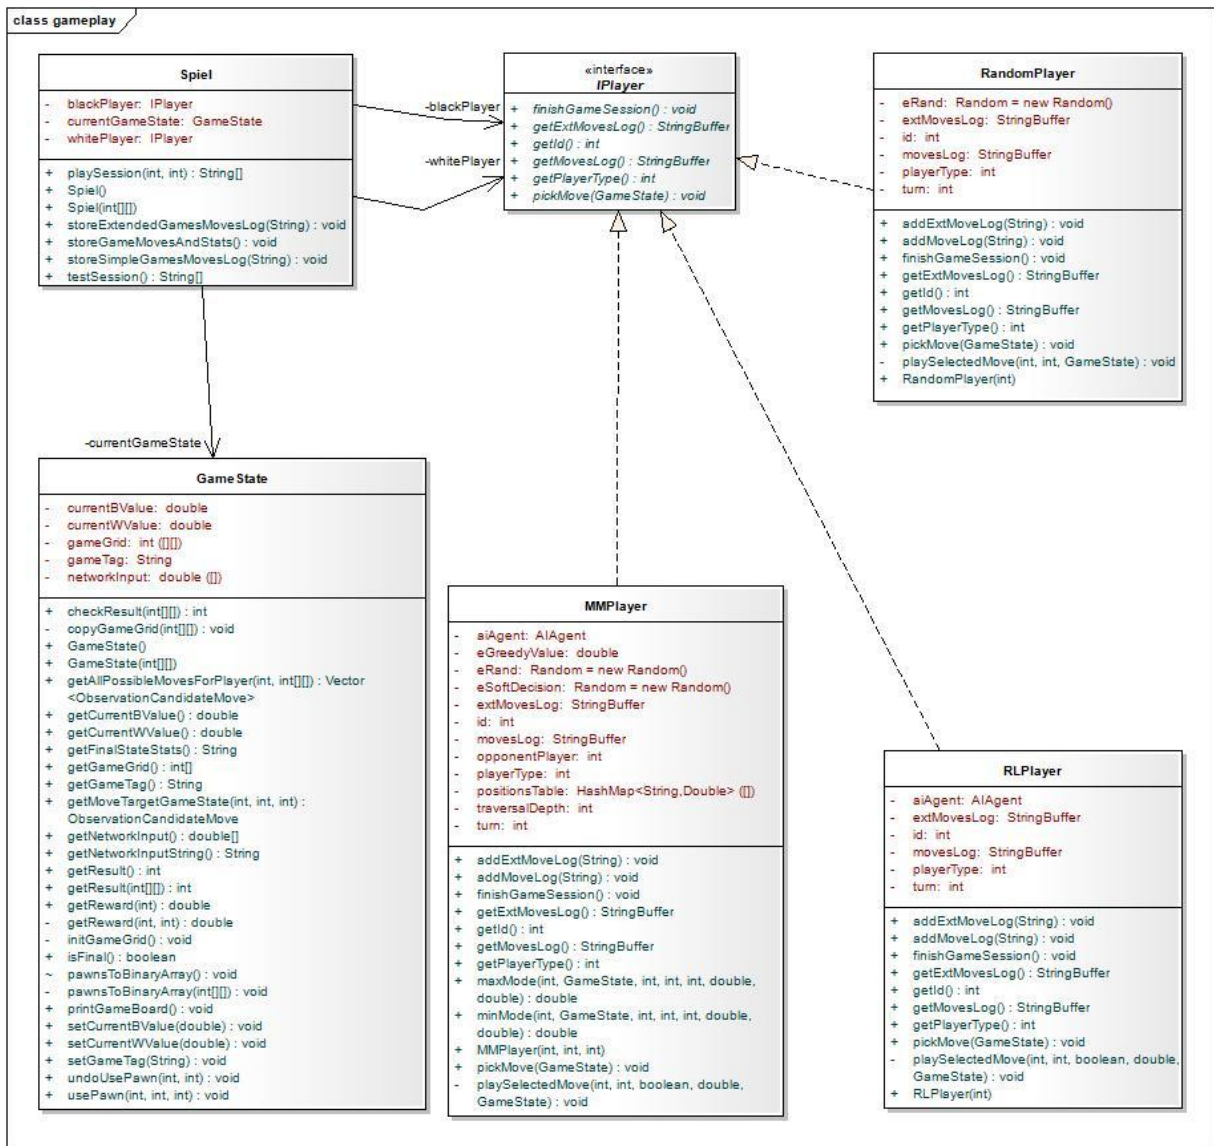 class gameplay
Spiel
- blackPlayer: IPlayer
- currentGameState: GameState
- whitePlayer: IPlayer
+ playSession(int, int) : String[]
+ Spiel()
+ Spiel(int[][])
+ storeExtendedGamesMovesLog(String) : void
+ storeGameMovesAndStats() : void
+ storeSimpleGamesMovesLog(String) : void
+ testSession() : String[]
-blackPlayer
-whitePlayer
«interface»
IPlayer
+ finishGameSession() : void
+ getExtMovesLog() : StringBuffer
+ getId() : int
+ getMovesLog() : StringBuffer
+ getPlayerType() : int
+ pickMove(GameState) : void
RandomPlayer
- eRand: Random = new Random()
- extMovesLog: StringBuffer
- id: int
- movesLog: StringBuffer
- playerType: int
- turn: int
+ addExtMoveLog(String) : void
+ addMoveLog(String) : void
+ finishGameSession() : void
+ getExtMovesLog() : StringBuffer
+ getId() : int
+ getMovesLog() : StringBuffer
+ getPlayerType() : int
+ pickMove(GameState) : void
- playSelectedMove(int, int, GameState) : void
+ RandomPlayer(int)
-currentGameState
GameState
- currentBValue: double
- currentWValue: double
- gameGrid: int ([][])
- gameTag: String
- networkInput: double ([])
+ checkResult(int[][]) : int
- copyGameGrid(int[][]) : void
+ GameState()
+ GameState(int[][])
+ getAllPossibleMovesForPlayer(int, int[][]) : Vector
<ObservationCandidateMove>
+ getCurrentBValue() : double
+ getCurrentWValue() : double
+ getFinalStateStats() : String
+ getGameGrid() : int[]
+ getGameTag() : String
+ getMoveTargetGameState(int, int, int) :
ObservationCandidateMove
+ getNetworkInput() : double[]
+ getNetworkInputString() : String
+ getResult() : int
+ getResult(int[][]) : int
+ getReward(int) : double
- getReward(int, int) : double
- initGameGrid() : void
+ isFinal() : boolean
~ pawnsToBinaryArray() : void
- pawnsToBinaryArray(int[][]) : void
+ printGameBoard() : void
+ setCurrentBValue(double) : void
+ setCurrentWValue(double) : void
+ setGameTag(String) : void
+ undoUsePawn(int, int) : void
+ usePawn(int, int, int) : void
MMPlayer
- aiAgent: AIAgent
- eGreedyValue: double
- eRand: Random = new Random()
- eSoftDecision: Random = new Random()
- extMovesLog: StringBuffer
- id: int
- movesLog: StringBuffer
- opponentPlayer: int
- playerType: int
- positionsTable: HashMap<String,Double> ([])
- traversalDepth: int
- turn: int
+ addExtMoveLog(String) : void
+ addMoveLog(String) : void
+ finishGameSession() : void
+ getExtMovesLog() : StringBuffer
+ getId() : int
+ getMovesLog() : StringBuffer
+ getPlayerType() : int
+ maxMode(int, GameState, int, int, int, double,
double) : double
+ minMode(int, GameState, int, int, int, double,
double) : double
+ MMPlayer(int, int, int)
+ pickMove(GameState) : void
- playSelectedMove(int, int, boolean, double,
GameState) : void
RLPlayer
- aiAgent: AIAgent
- extMovesLog: StringBuffer
- id: int
- movesLog: StringBuffer
- playerType: int
- turn: int
+ addExtMoveLog(String) : void
+ addMoveLog(String) : void
+ finishGameSession() : void
+ getExtMovesLog() : StringBuffer
+ getId() : int
+ getMovesLog() : StringBuffer
+ getPlayerType() : int
+ pickMove(GameState) : void
- playSelectedMove(int, int, boolean, double,
GameState) : void
+ RLPlayer(int)